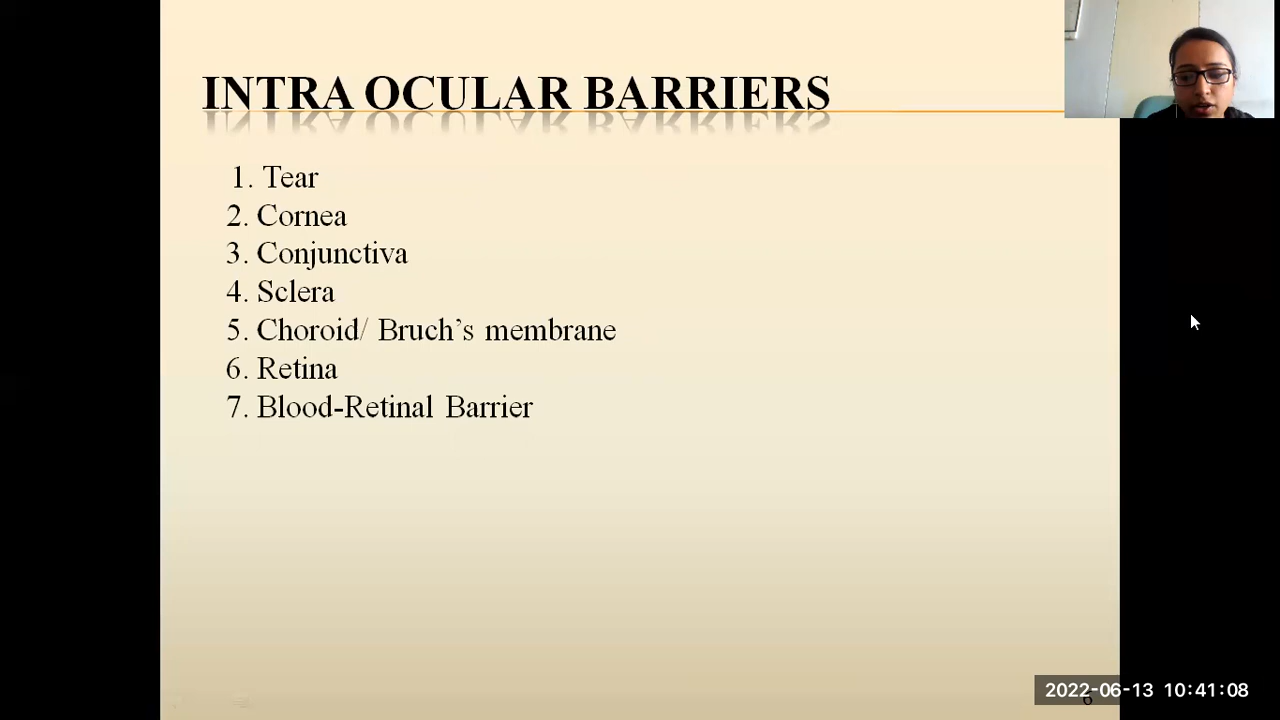 INTRA OCULAR BARRIERS
1. Tear
2. Cornea
3. Conjunctiva
4. Sclera
5. Choroid/ Bruch’s membrane
6. Retina
7. Blood-Retinal Barrier
2022-06-13 10:41:08